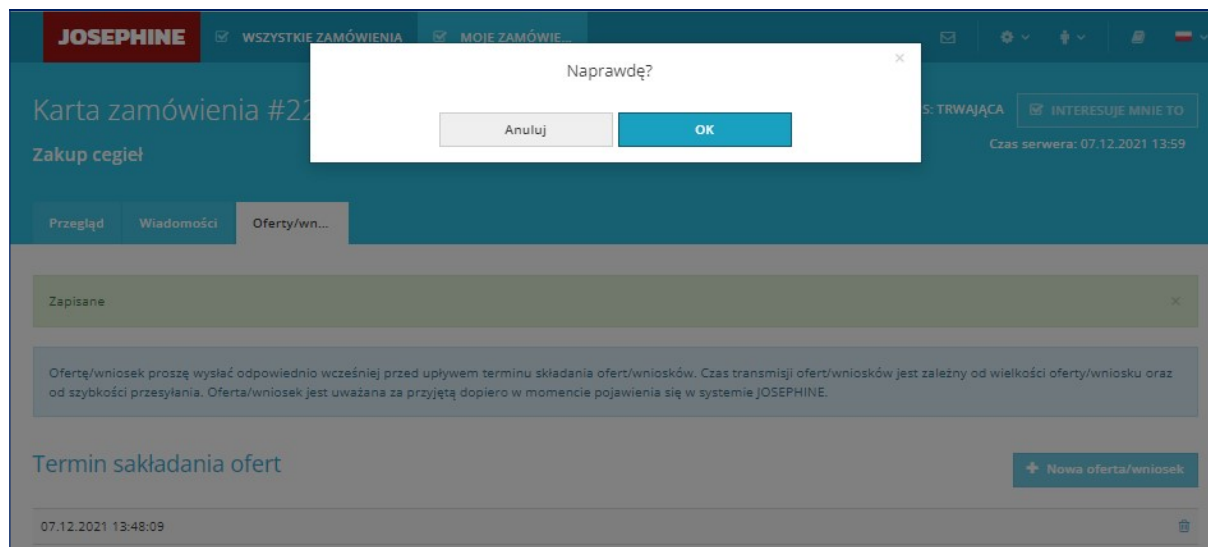 JOSEPHINE
WSZYSTKIE ZAMÓWIENIA
MOJE ZAMÓWIE...
Naprawdę?
Anuluj
OK
Karta zamówienia #22
S: TRWAJĄCA
INTERESUJE MNIE TO
Zakup cegieł
Czas serwera: 07.12.2021 13:59
Przegląd
Wiadomości
Oferty/wn...
Zapisane
Ofertę/wniosek proszę wysłać odpowiednio wcześniej przed upływem terminu składania ofert/wniosków. Czas transmisji ofert/wniosków jest zależny od wielkości oferty/wniosku oraz
od szybkości przesyłania. Oferta/wniosek jest uważana za przyjętą dopiero w momencie pojawienia się w systemie JOSEPHINE.
Termin sakładania ofert
Nowa oferta/wniosek
07.12.2021 13:48:09